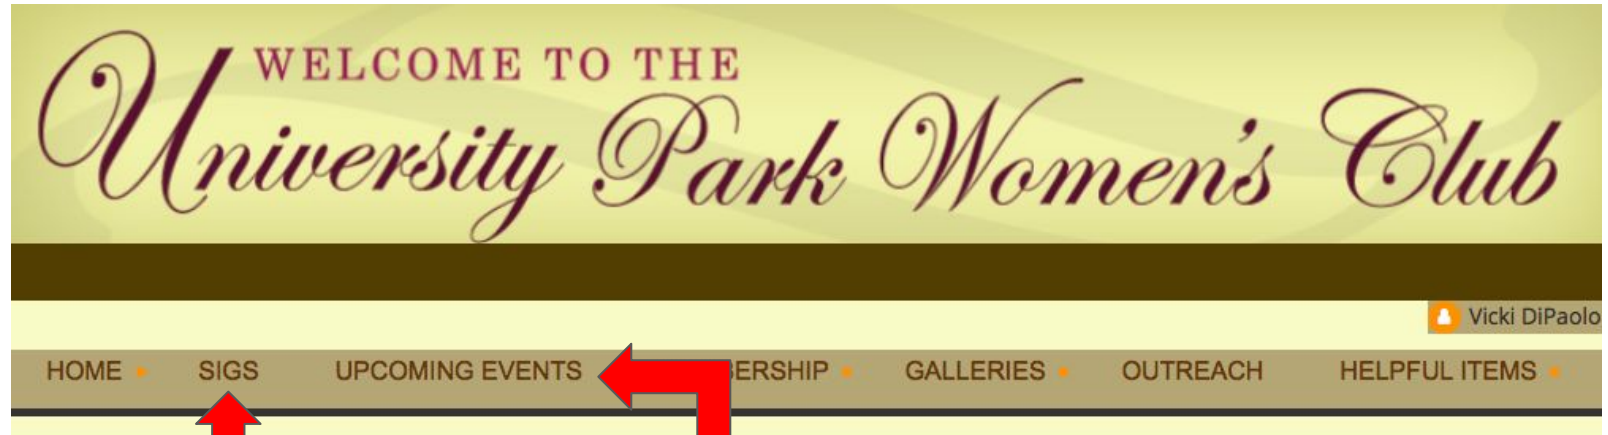 WELCOME TO THE
University Park Women's Club
Vicki DiPaolo
HOME SIGS UPCOMING EVENTS GALLERIES OUTREACH HELPFUL ITEMS